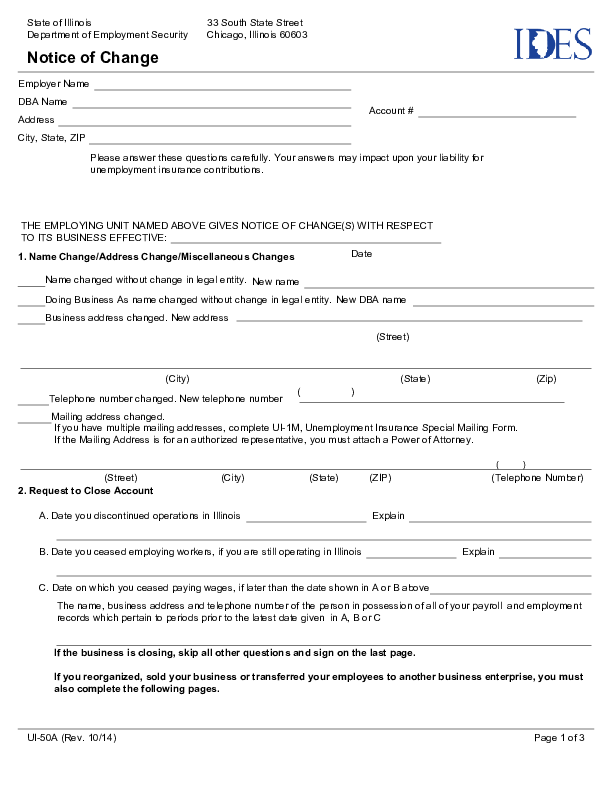 State of Illinois
Department of Employment Security
33 South State Street
Chicago, Illinois 60603
IDES
Notice of Change
Employer Name
DBA Name
Account #
Address
City, State, ZIP
Please answer these questions carefully. Your answers may impact upon your liability for
unemployment insurance contributions.
THE EMPLOYING UNIT NAMED ABOVE GIVES NOTICE OF CHANGE(S) WITH RESPECT
TO ITS BUSINESS EFFECTIVE:
Date
1. Name Change/Address Change/Miscellaneous Changes
Name changed without change in legal entity. New name
Doing Business As name changed without change in legal entity. New DBA name
Business address changed. New address
(Street)
(City) (State) (Zip)
Telephone number changed. New telephone number ( )
Mailing address changed.
If you have multiple mailing addresses, complete UI-1M, Unemployment Insurance Special Mailing Form.
If the Mailing Address is for an authorized representative, you must attach a Power of Attorney.
( )
(Street) (City) (State) (ZIP) (Telephone Number)
2. Request to Close Account
A. Date you discontinued operations in Illinois Explain
B. Date you ceased employing workers, if you are still operating in Illinois Explain
C. Date on which you ceased paying wages, if later than the date shown in A or B above
The name, business address and telephone number of the person in possession of all of your payroll and employment
records which pertain to periods prior to the latest date given in A, B or C
If the business is closing, skip all other questions and sign on the last page.
If you reorganized, sold your business or transferred your employees to another business enterprise, you must
also complete the following pages.
UI-50A (Rev. 10/14) Page 1 of 3